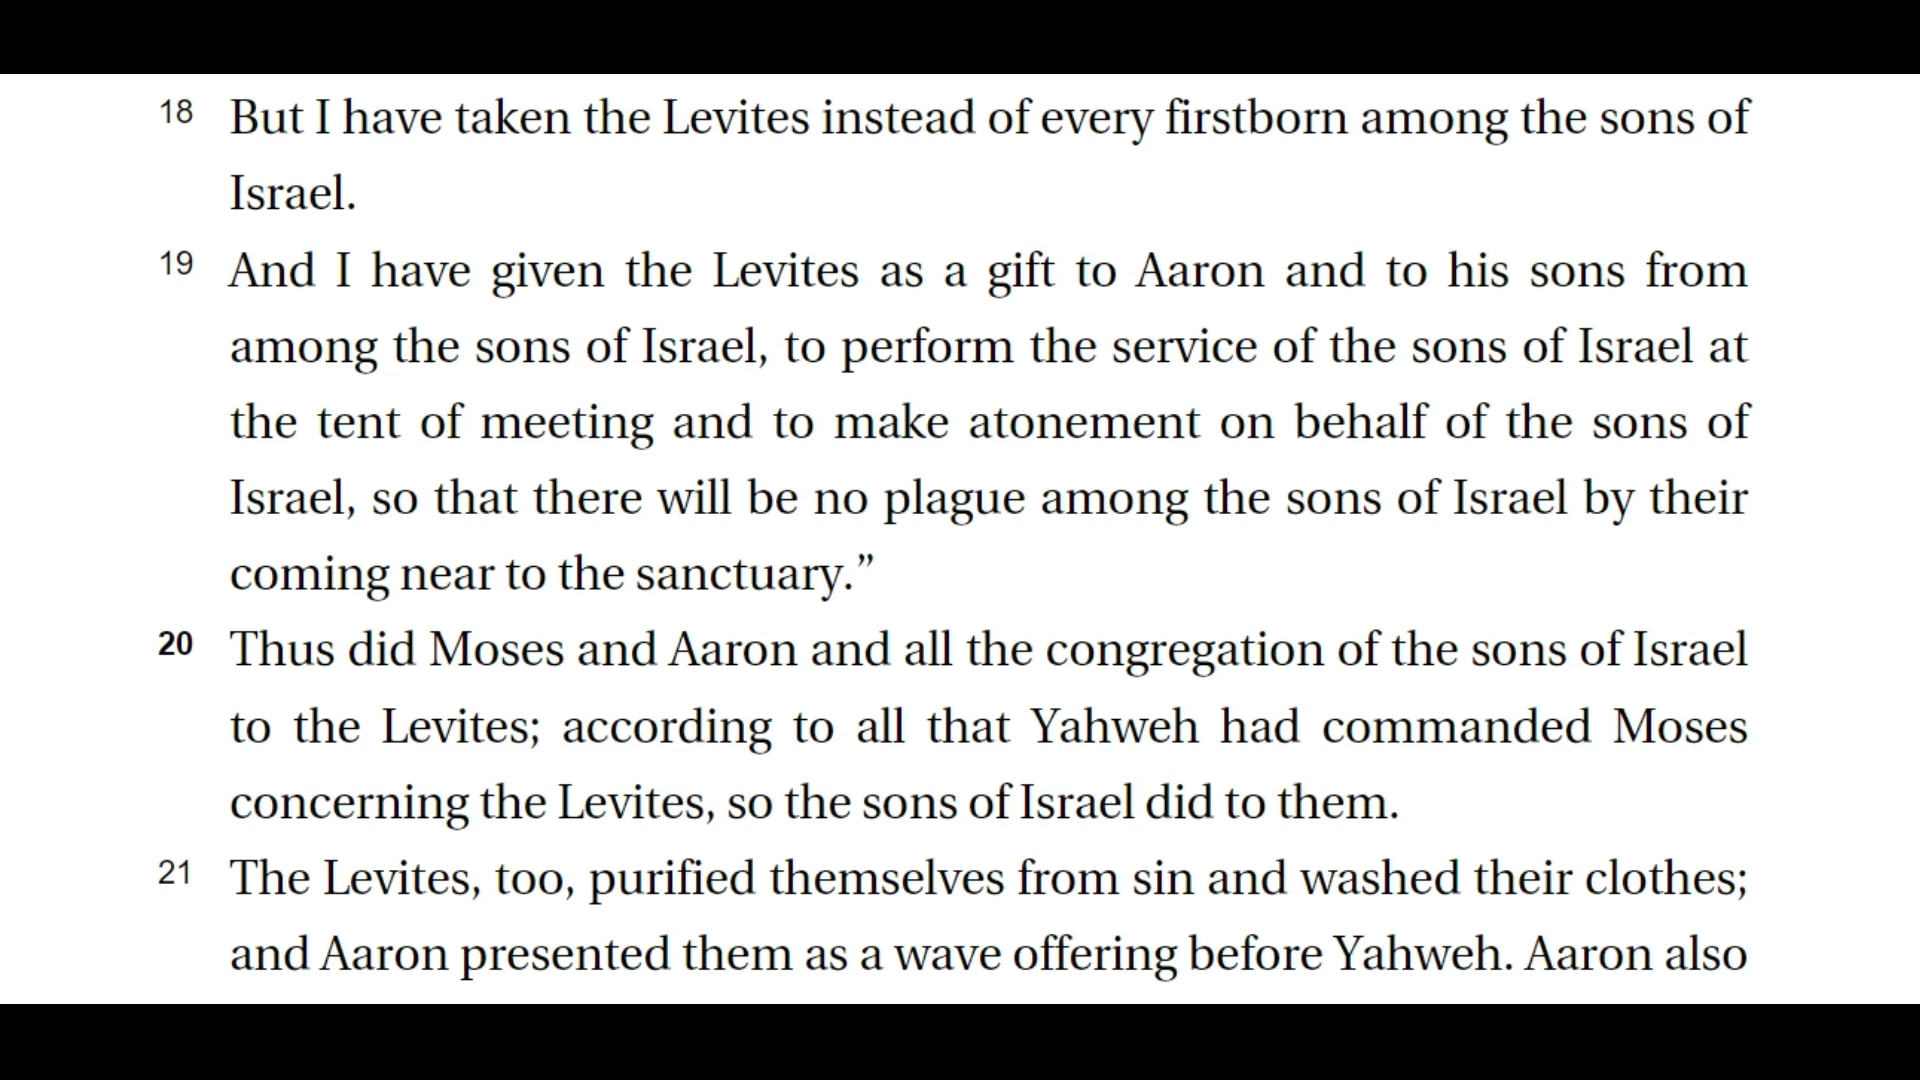 18 But I have taken the Levites instead of every firstborn among the sons of
Israel.
19 And I have given the Levites as a gift to Aaron and to his sons from
among the sons of Israel, to perform the service of the sons of Israel at
the tent of meeting and to make atonement on behalf of the sons of
Israel, so that there will be no plague among the sons of Israel by their
coming near to the sanctuary.”
20 Thus did Moses and Aaron and all the congregation of the sons of Israel
to the Levites; according to all that Yahweh had commanded Moses
concerning the Levites, so the sons of Israel did to them.
21 The Levites, too, purified themselves from sin and washed their clothes;
and Aaron presented them as a wave offering before Yahweh. Aaron also